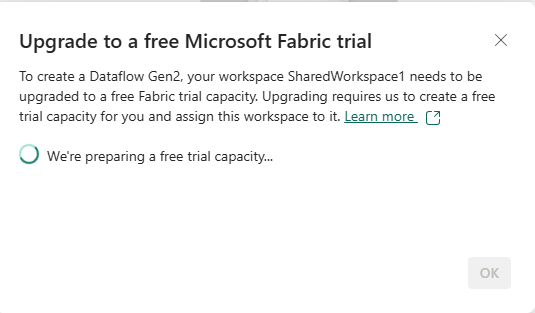 Upgrade to a free Microsoft Fabric trial
To create a Dataflow Gen2, your workspace SharedWorkspace1 needs to be
upgraded to a free Fabric trial capacity. Upgrading requires us to create a free
trial capacity for you and assign this workspace to it. Learn more
We're preparing a free trial capacity...
OK